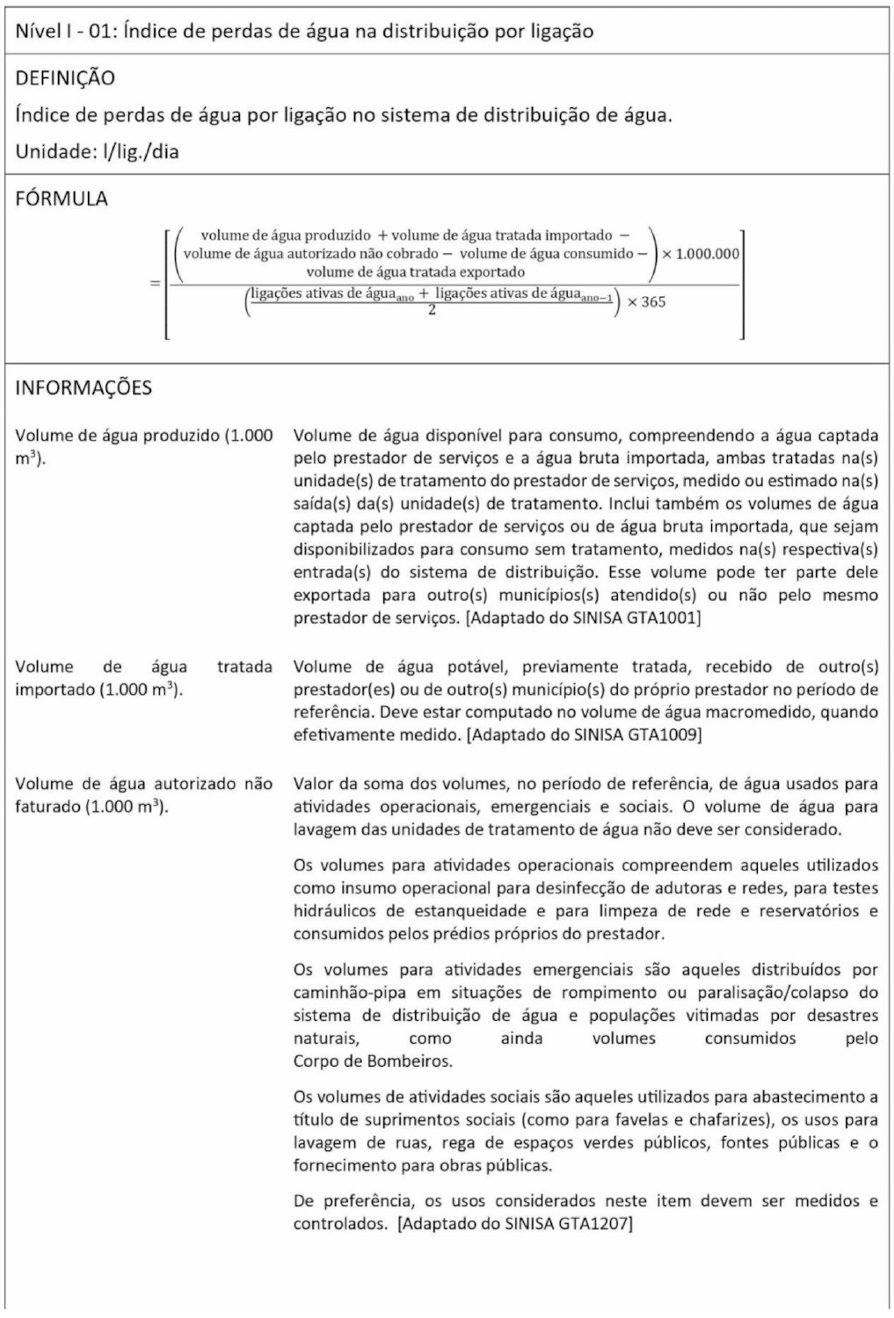 Nível I - 01: Índice de perdas de água na distribuição por ligação
DEFINIÇÃO
Índice de perdas de água por ligação no sistema de distribuição de água.
Unidade: l/lig./dia
FÓRMULA
volume de água produzido + volume de água tratada importado −
volume de água autorizado não cobrado − volume de água consumido − × 1.000.000
volume de água tratada exportado
=
ligações ativas de água ano + ligações ativas de água ano−1
2 × 365
INFORMAÇÕES
Volume de água produzido (1.000
m³).
Volume de água disponível para consumo, compreendendo a água captada
pelo prestador de serviços e a água bruta importada, ambas tratadas na(s)
unidade(s) de tratamento do prestador de serviços, medido ou estimado na(s)
saída(s) da(s) unidade(s) de tratamento. Inclui também os volumes de água
captada pelo prestador de serviços ou de água bruta importada, que sejam
disponibilizados para consumo sem tratamento, medidos na(s) respectiva(s)
entrada(s) do sistema de distribuição. Esse volume pode ter parte dele
exportada para outro(s) municípios(s) atendido(s) ou não pelo mesmo
prestador de serviços. [Adaptado do SINISA GTA1001]
Volume de água tratada
importado (1.000 m³).
Volume de água potável, previamente tratada, recebido de outro(s)
prestador(es) ou de outro(s) município(s) do próprio prestador no período de
referência. Deve estar computado no volume de água macromedido, quando
efetivamente medido. [Adaptado do SINISA GTA1009]
Volume de água autorizado não
faturado (1.000 m³).
Valor da soma dos volumes, no período de referência, de água usados para
atividades operacionais, emergenciais e sociais. O volume de água para
lavagem das unidades de tratamento de água não deve ser considerado.
Os volumes para atividades operacionais compreendem aqueles utilizados
como insumo operacional para desinfecção de adutoras e redes, para testes
hidráulicos de estanqueidade e para limpeza de rede e reservatórios e
consumidos pelos prédios próprios do prestador.
Os volumes para atividades emergenciais são aqueles distribuídos por
caminhão-pipa em situações de rompimento ou paralisação/colapso do
sistema de distribuição de água e populações vitimadas por desastres
naturais, como ainda volumes consumidos pelo
Corpo de Bombeiros.
Os volumes de atividades sociais são aqueles utilizados para abastecimento a
título de suprimentos sociais (como para favelas e chafarizes), os usos para
lavagem de ruas, rega de espaços verdes públicos, fontes públicas e o
fornecimento para obras públicas.
De preferência, os usos considerados neste item devem ser medidos e
controlados. [Adaptado do SINISA GTA1207]